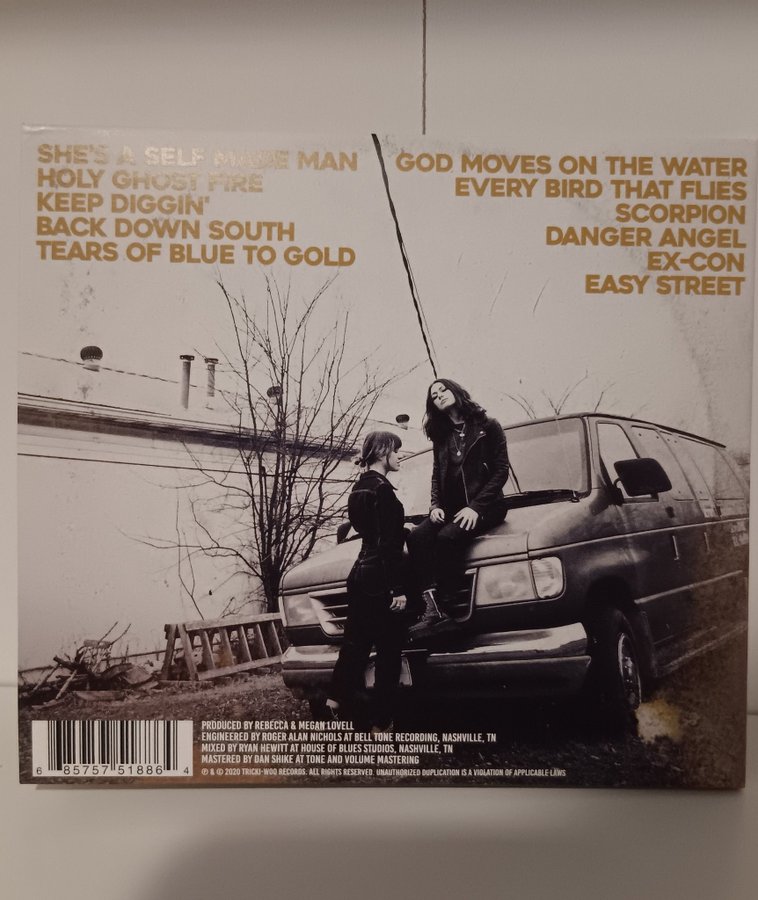 SHE'S A SELF MADE MAN
HOLY GHOST FIRE
KEEP DIGGIN'
BACK DOWN SOUTH
TEARS OF BLUE TO GOLD
GOD MOVES ON THE WATER
EVERY BIRD THAT FLIES
SCORPION
DANGER ANGEL
EX-CON
EASY STREET
PRODUCED BY REBECCA & MEGAN LOVELL
ENGINEERED BY ROGER ALAN NICHOLS AT BELL TONE RECORDING, NASHVILLE, TN
MIXED BY RYAN HEWITT AT HOUSE OF BLUES STUDIOS, NASHVILLE, TN
MASTERED BY DAN SHIKE AT TONE AND VOLUME MASTERING
℗ & © 2020 TRICKI-WOO RECORDS. ALL RIGHTS RESERVED. UNAUTHORIZED DUPLICATION IS A VIOLATION OF APPLICABLE LAWS
6 85757 51886 4